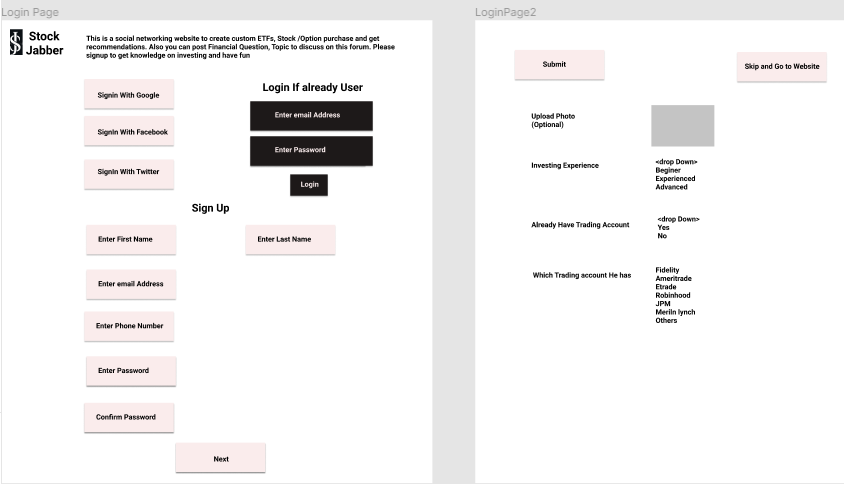 Login Page
Stock
Jabber
This is a social networking website to create custom ETFs, Stock /Option purchase and get
recommendations. Also you can post Financial Question, Topic to discuss on this forum. Please
signup to get knowledge on investing and have fun
Signin With Google
SignIn With Facebook
SignIn With Twitter
Login If already User
Enter email Address
Enter Password
Login
Sign Up
Enter First Name
Enter Last Name
Enter email Address
Enter Phone Number
Enter Password
Confirm Password
Next
LoginPage2
Submit
Skip and Go to Website
Upload Photo
(Optional)
Investing Experience
<drop Down>
Beginer
Experienced
Advanced
Already Have Trading Account
<drop Down>
Yes
No
Which Trading account He has
Fidelity
Ameritrade
Etrade
Robinhood
JPM
Meriln lynch
Others